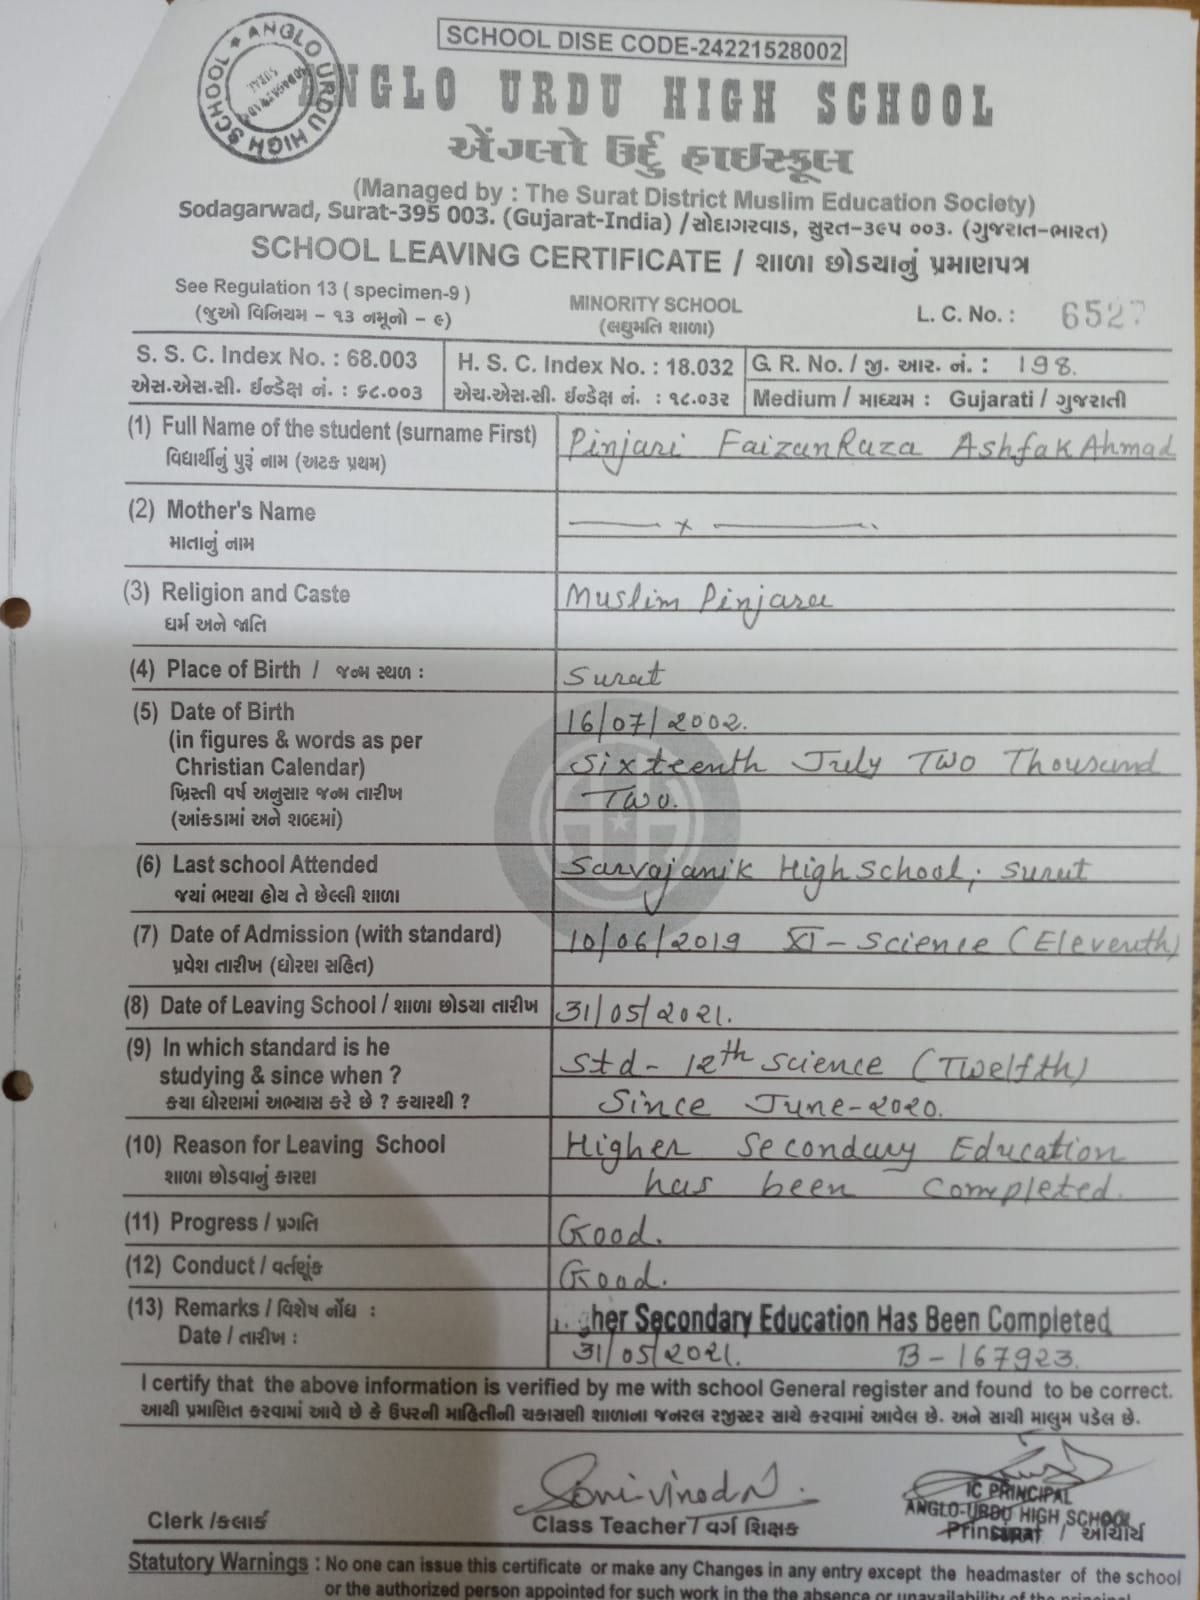 SCHOOL DISE CODE-24221528002
ANGLO URDU HIGH SCHOOL
ANGLO URDU HIGH SCHOOL
એંગ્લો ઉર્દુ હાઈસ્કૂલ
(Managed by : The Surat District Muslim Education Society)
Sodagarwad, Surat-395 003. (Gujarat-India) / સોદાગરવાડ, સુરત-૩૯૫ ૦૦૩. (ગુજરાત-ભારત)
SCHOOL LEAVING CERTIFICATE / શાળા છોડયાનું પ્રમાણપત્ર
See Regulation 13 ( specimen-9 )
(જુઓ વિનિયમ - ૧૩ નમૂનો - ૯)
MINORITY SCHOOL
(લઘુમતિ શાળા)
L. C. No. : 6527
S. S. C. Index No. : 68.003
એસ.એસ.સી. ઈન્ડેક્ષ નં. : ૬૮.૦૦૩
H. S. C. Index No. : 18.032
એચ.એસ.સી. ઈન્ડેક્ષ નં. : ૧૮.૦૩૨
G. R. No. / જી. આર. નં. : 198.
Medium / માધ્યમ : Gujarati / ગુજરાતી
(1) Full Name of the student (surname First) Pinjari FaizanRaza AshfakAhmad
વિદ્યાર્થીનું પુરૂં નામ (અટક પ્રથમ)
(2) Mother's Name —— x ——.
માતાનું નામ
(3) Religion and Caste Muslim Pinjara
ધર્મ અને જાતિ
(4) Place of Birth / જન્મ સ્થળ : Surat
(5) Date of Birth 16/07/2002.
(in figures & words as per Sixteenth July Two Thousand
Christian Calendar) Two.
ખ્રિસ્તી વર્ષ અનુસાર જન્મ તારીખ
(આંકડામાં અને શબ્દમાં)
(6) Last school Attended Sarvajanik High School, Surat
જયાં ભણ્યા હોય તે છેલ્લી શાળા
(7) Date of Admission (with standard) 10/06/2019 XI - Science (Eleventh)
પ્રવેશ તારીખ (ધોરણ સહિત)
(8) Date of Leaving School / શાળા છોડયા તારીખ 31/05/2021.
(9) In which standard is he Std - 12th Science (Twelfth)
studying & since when ? Since June-2020.
કયા ધોરણમાં અભ્યાસ કરે છે ? કયારથી ?
(10) Reason for Leaving School Higher Secondary Education
શાળા છોડવાનું કારણ has been completed.
(11) Progress / પ્રગતિ Good.
(12) Conduct / વર્તણૂંક Good.
(13) Remarks / વિશેષ નોંધ : gher Secondary Education Has Been Completed
Date / તારીખ : 31/05/2021. B-167923.
I certify that the above information is verified by me with school General register and found to be correct.
આથી પ્રમાણિત કરવામાં આવે છે કે ઉપરની માહિતીની ચકાસણી શાળાના જનરલ રજીસ્ટર સાથે કરવામાં આવેલ છે. અને સાચી માલુમ પડેલ છે.
Soni Vinod N.
IC PRINCIPAL
ANGLO-URDU HIGH SCHOOL
SURAT
Clerk / કલાર્ક
Class Teacher / વર્ગ શિક્ષક
Principal / આચાર્ય
Statutory Warnings : No one can issue this certificate or make any Changes in any entry except the headmaster of the school
or the authorized person appointed for such work in the the absence or unavailability of the principal